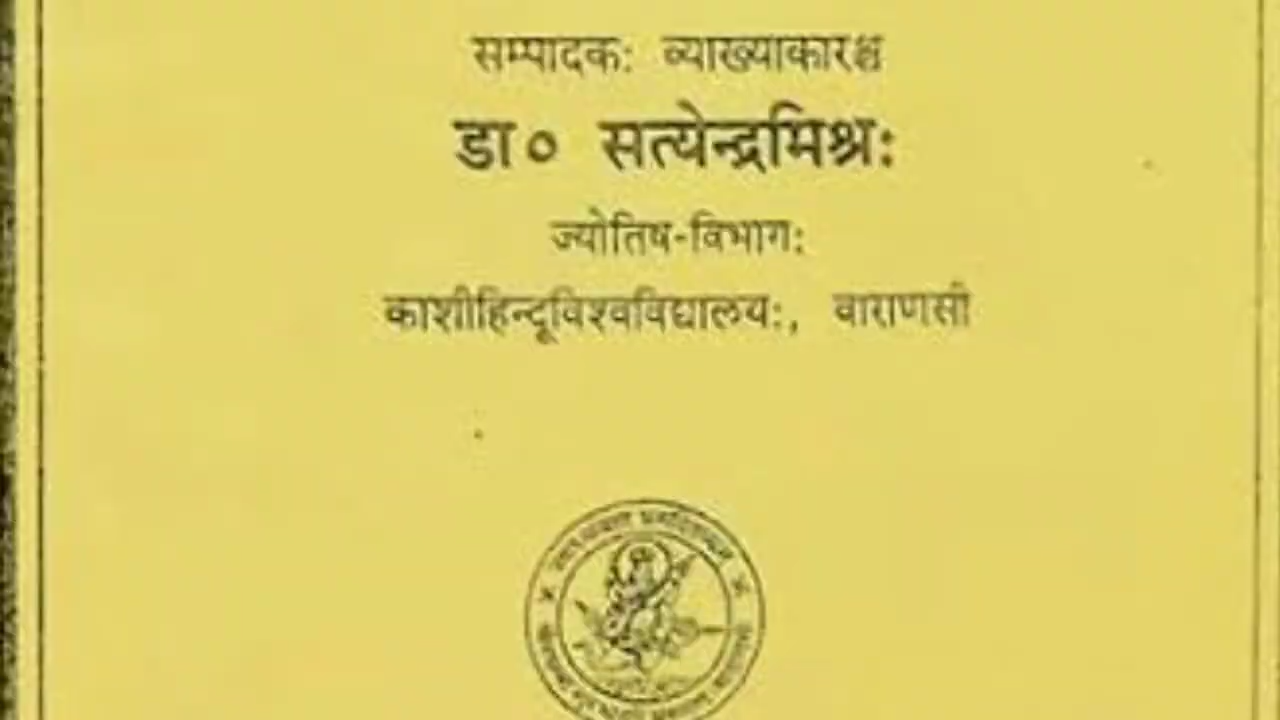 सम्पादकः व्याख्याकारश्च
डा० सत्येन्द्रमिश्रः
ज्योतिष-विभागः
काशीहिन्दूविश्वविद्यालयः, वाराणसी